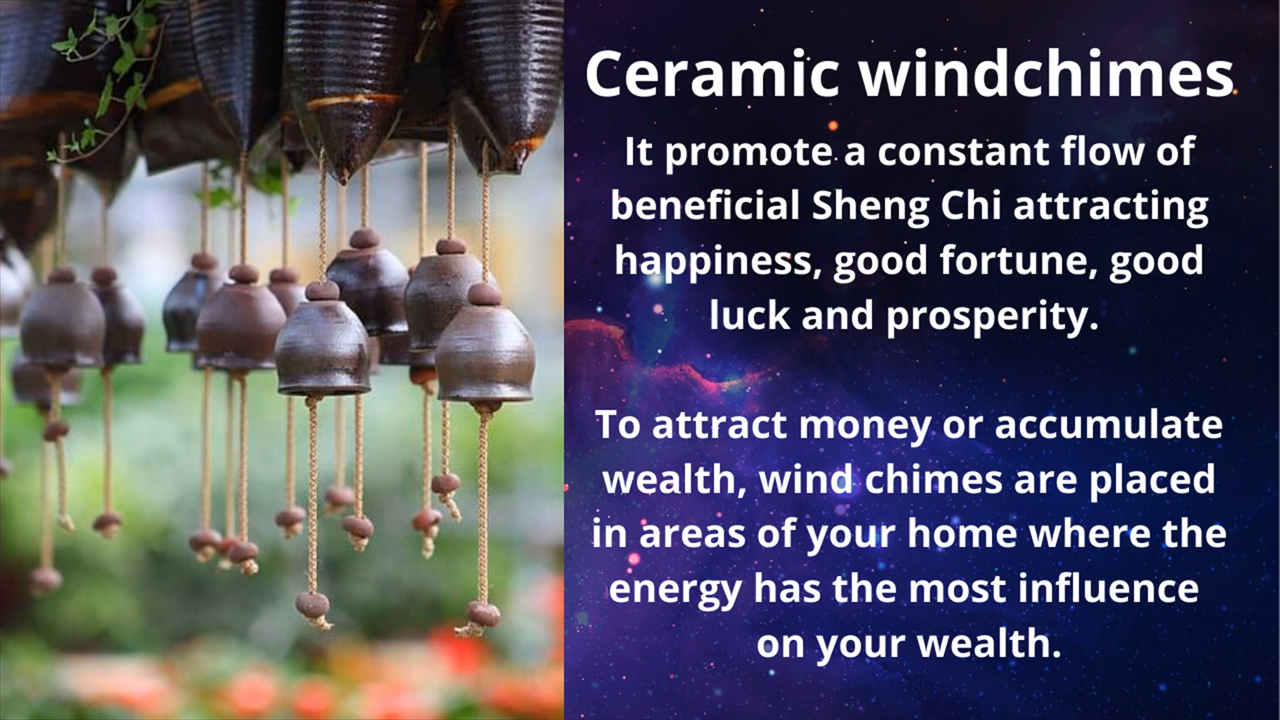 Ceramic windchimes
It promote a constant flow of
beneficial Sheng Chi attracting
happiness, good fortune, good
luck and prosperity.
To attract money or accumulate
wealth, wind chimes are placed
in areas of your home where the
energy has the most influence
on your wealth.